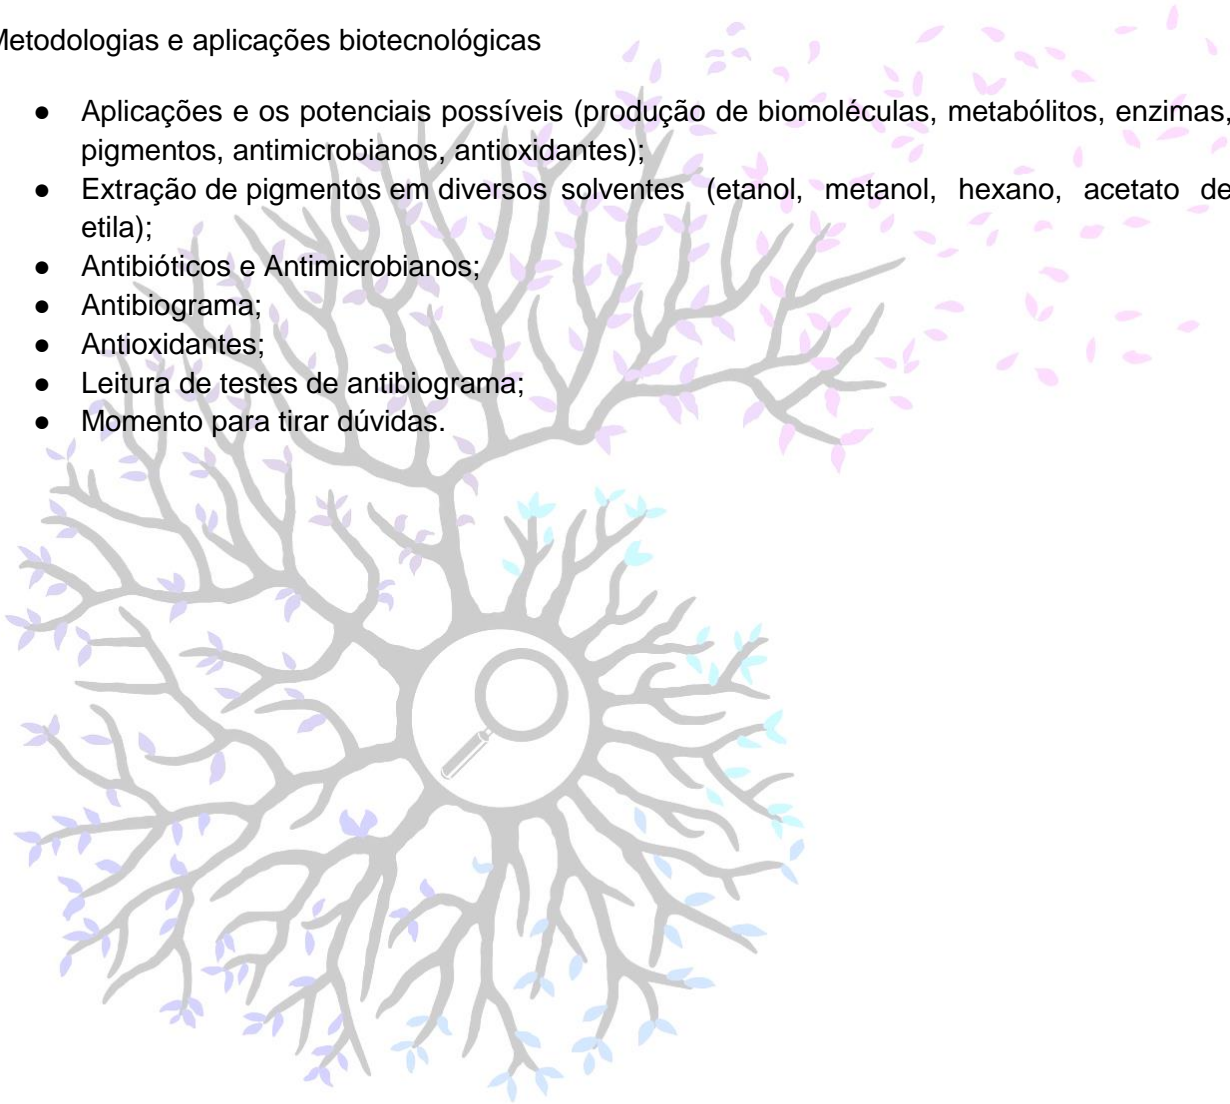 Metodologias e aplicações biotecnológicas
● Aplicações e os potenciais possíveis (produção de biomoléculas, metabólitos, enzimas,
pigmentos, antimicrobianos, antioxidantes);
● Extração de pigmentos em diversos solventes (etanol, metanol, hexano, acetato de
etila);
● Antibióticos e Antimicrobianos;
● Antibiograma;
● Antioxidantes;
● Leitura de testes de antibiograma;
● Momento para tirar dúvidas.